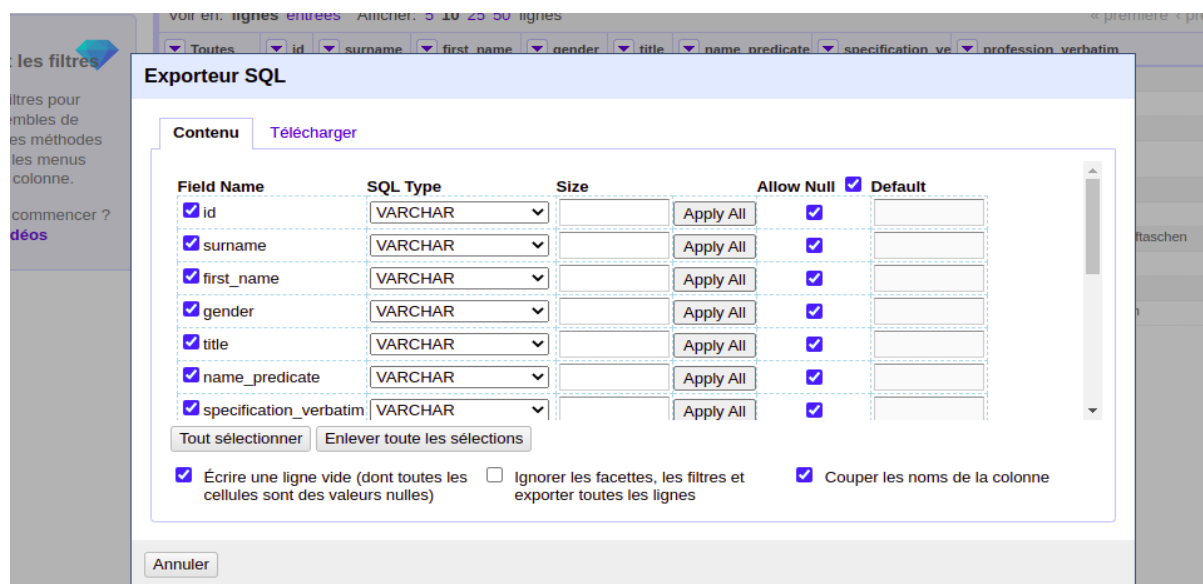 Voir en: lignes entrées Afficher: 5 10 25 50 lignes « première ‹ pr
Toutes id surname first_name gender title name_predicate specification_ve profession_verbatim
t les filtres
iltres pour
embles de
es méthodes
les menus
colonne.
commencer ?
déos
Exporteur SQL
Contenu Télécharger
Field Name SQL Type Size Allow Null Default
id VARCHAR Apply All
surname VARCHAR Apply All
first_name VARCHAR Apply All
gender VARCHAR Apply All
title VARCHAR Apply All
name_predicate VARCHAR Apply All
specification_verbatim VARCHAR Apply All
ftaschen
Tout sélectionner Enlever toute les sélections
Écrire une ligne vide (dont toutes les
cellules sont des valeurs nulles)
Ignorer les facettes, les filtres et
exporter toutes les lignes
Couper les noms de la colonne
Annuler